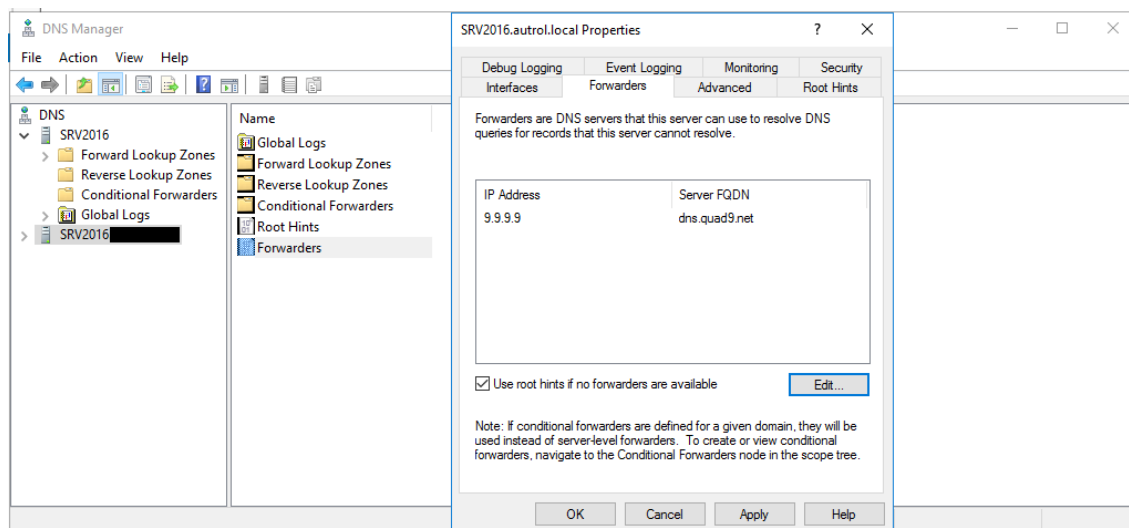 DNS Manager
File Action View Help
DNS
SRV2016
Forward Lookup Zones
Reverse Lookup Zones
Conditional Forwarders
Global Logs
SRV2016
Name
Global Logs
Forward Lookup Zones
Reverse Lookup Zones
Conditional Forwarders
Root Hints
Forwarders
SRV2016.autrol.local Properties
Debug Logging Event Logging Monitoring Security
Interfaces Forwarders Advanced Root Hints
Forwarders are DNS servers that this server can use to resolve DNS
queries for records that this server cannot resolve.
IP Address Server FQDN
9.9.9.9 dns.quad9.net
Use root hints if no forwarders are available Edit...
Note: If conditional forwarders are defined for a given domain, they will be
used instead of server-level forwarders. To create or view conditional
forwarders, navigate to the Conditional Forwarders node in the scope tree.
OK Cancel Apply Help